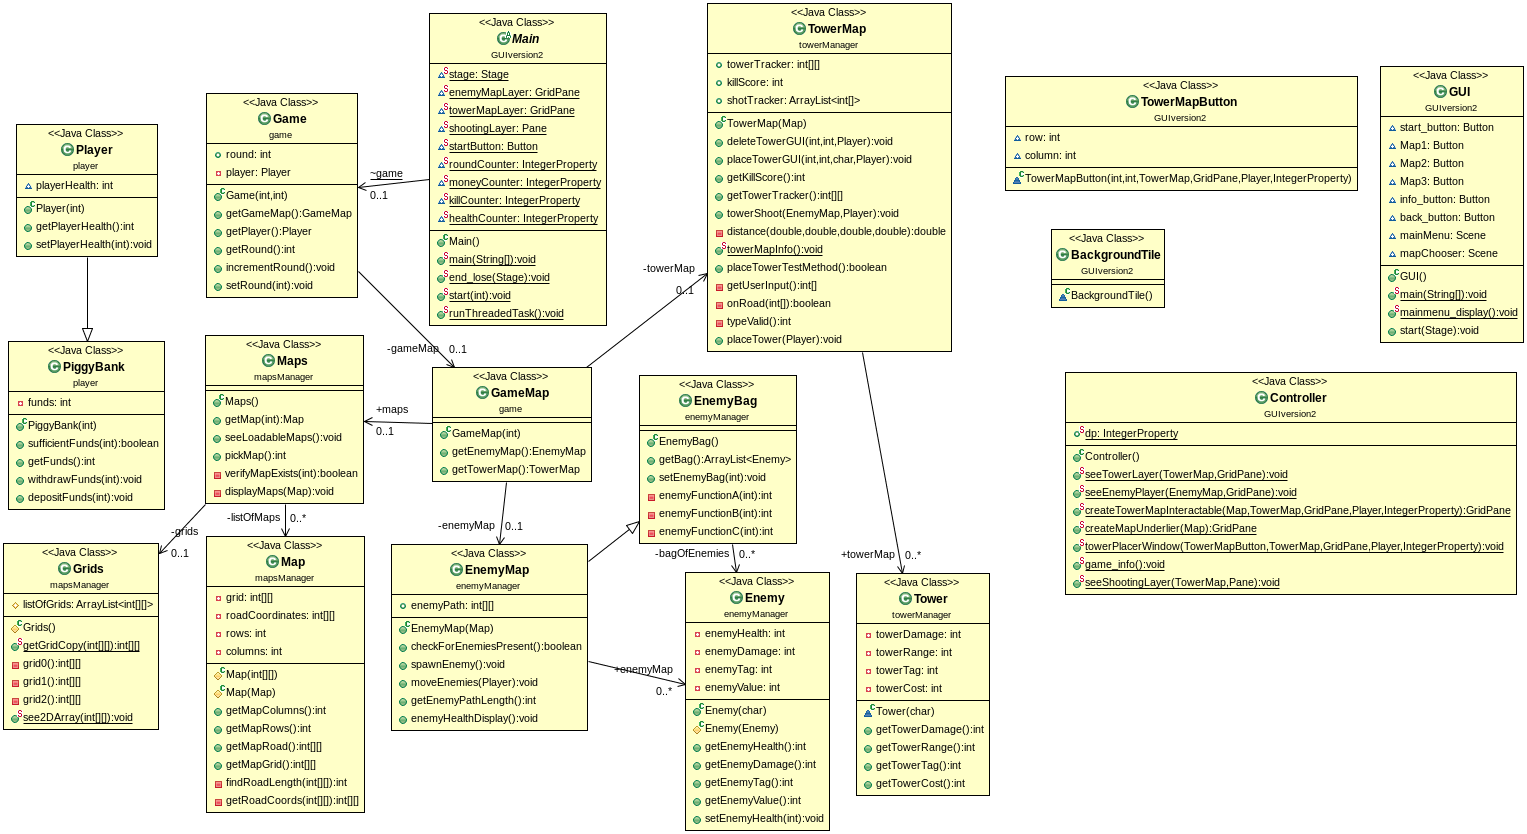 <<Java Class>>
Player
player
playerHealth: int
Player(int)
getPlayerHealth():int
setPlayerHealth(int):void
<<Java Class>>
PiggyBank
player
funds: int
PiggyBank(int)
sufficientFunds(int):boolean
getFunds():int
withdrawFunds(int):void
depositFunds(int):void
<<Java Class>>
Game
game
round: int
player: Player
Game(int,int)
getGameMap():GameMap
getPlayer():Player
getRound():int
incrementRound():void
setRound(int):void
~game
0..1
<<Java Class>>
Main
GUIversion2
stage: Stage
enemyMapLayer: GridPane
towerMapLayer: GridPane
shootingLayer: Pane
startButton: Button
roundCounter: IntegerProperty
moneyCounter: IntegerProperty
killCounter: IntegerProperty
healthCounter: IntegerProperty
Main()
main(String[]):void
end_lose(Stage):void
start(int):void
runThreadedTask():void
-gameMap
0..1
<<Java Class>>
Maps
mapsManager
Maps()
getMap(int):Map
seeLoadableMaps():void
pickMap():int
verifyMapExists(int):boolean
displayMaps(Map):void
+maps
0..1
<<Java Class>>
GameMap
game
GameMap(int)
getEnemyMap():EnemyMap
getTowerMap():TowerMap
-towerMap
0..1
<<Java Class>>
TowerMap
towerManager
towerTracker: int[][]
killScore: int
shotTracker: ArrayList<int[]>
TowerMap(Map)
deleteTowerGUI(int,int,Player):void
placeTowerGUI(int,int,char,Player):void
getKillScore():int
getTowerTracker():int[][]
towerShoot(EnemyMap,Player):void
distance(double,double,double,double):double
towerMapInfo():void
placeTowerTestMethod():boolean
getUserInput():int[]
onRoad(int[]):boolean
typeValid():int
placeTower(Player):void
<<Java Class>>
TowerMapButton
GUIversion2
row: int
column: int
TowerMapButton(int,int,TowerMap,GridPane,Player,IntegerProperty)
<<Java Class>>
BackgroundTile
GUIversion2
BackgroundTile()
<<Java Class>>
GUI
GUIversion2
start_button: Button
Map1: Button
Map2: Button
Map3: Button
info_button: Button
back_button: Button
mainMenu: Scene
mapChooser: Scene
GUI()
main(String[]):void
mainmenu_display():void
start(Stage):void
<<Java Class>>
Controller
GUIversion2
dp: IntegerProperty
Controller()
seeTowerLayer(TowerMap,GridPane):void
seeEnemyPlayer(EnemyMap,GridPane):void
createTowerMapInteractable(Map,TowerMap,GridPane,Player,IntegerProperty):GridPane
createMapUnderlier(Map):GridPane
towerPlacerWindow(TowerMapButton,TowerMap,GridPane,Player,IntegerProperty):void
game_info():void
seeShootingLayer(TowerMap,Pane):void
<<Java Class>>
EnemyBag
enemyManager
EnemyBag()
getBag():ArrayList<Enemy>
setEnemyBag(int):void
enemyFunctionA(int):int
enemyFunctionB(int):int
enemyFunctionC(int):int
-grids
0..1
-listOfMaps
0..*
-enemyMap
0..1
-bagOfEnemies
0..*
+towerMap
0..*
<<Java Class>>
Grids
mapsManager
listOfGrids: ArrayList<int[][]>
Grids()
getGridCopy(int[][]):int[][]
grid0():int[][]
grid1():int[][]
grid2():int[][]
see2DArray(int[][]):void
<<Java Class>>
Map
mapsManager
grid: int[][]
roadCoordinates: int[][]
rows: int
columns: int
Map(int[][])
Map(Map)
getMapColumns():int
getMapRows():int
getMapRoad():int[][]
getMapGrid():int[][]
findRoadLength(int[][]):int
getRoadCoords(int[][]):int[][]
<<Java Class>>
EnemyMap
enemyManager
enemyPath: int[][]
EnemyMap(Map)
checkForEnemiesPresent():boolean
spawnEnemy():void
moveEnemies(Player):void
getEnemyPathLength():int
enemyHealthDisplay():void
+enemyMap
0..*
<<Java Class>>
Enemy
enemyManager
enemyHealth: int
enemyDamage: int
enemyTag: int
enemyValue: int
Enemy(char)
Enemy(Enemy)
getEnemyHealth():int
getEnemyDamage():int
getEnemyTag():int
getEnemyValue():int
setEnemyHealth(int):void
<<Java Class>>
Tower
towerManager
towerDamage: int
towerRange: int
towerTag: int
towerCost: int
Tower(char)
getTowerDamage():int
getTowerRange():int
getTowerTag():int
getTowerCost():int